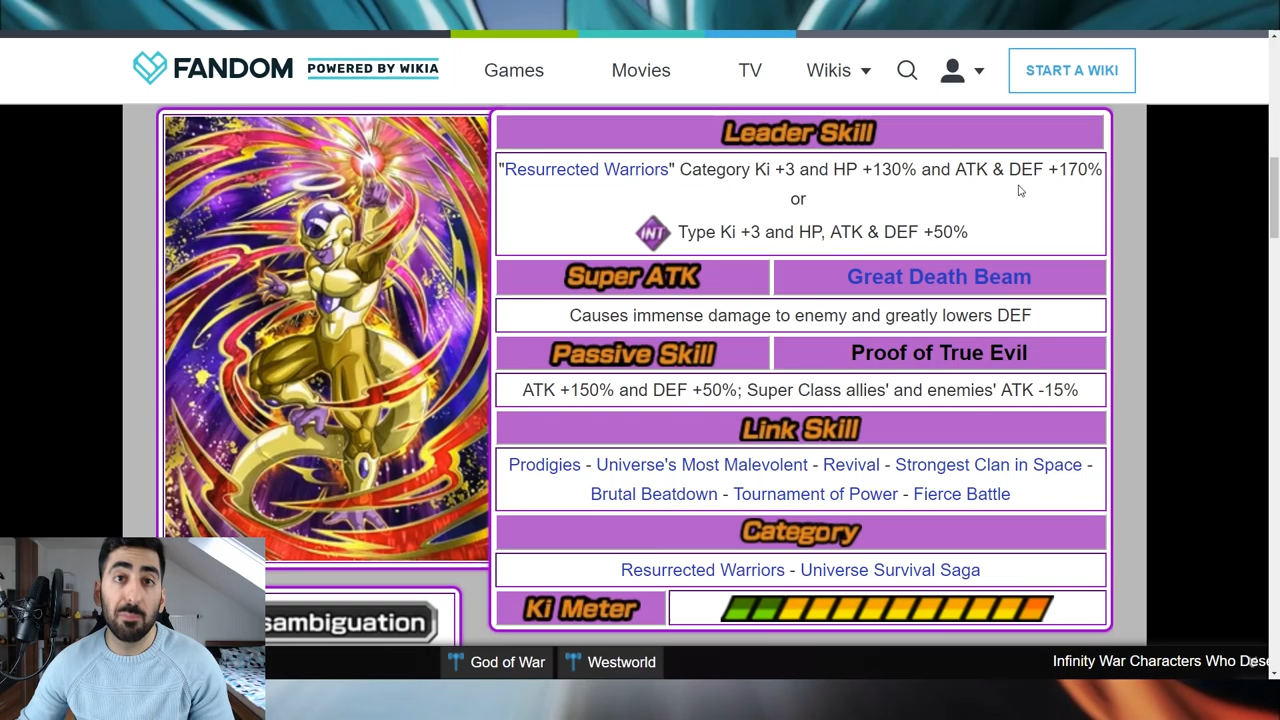 FANDOM
POWERED BY WIKIA
Games
Movies
TV
Wikis
START A WIKI
Leader Skill
"Resurrected Warriors" Category Ki +3 and HP +130% and ATK & DEF +170%
or
INT Type Ki +3 and HP, ATK & DEF +50%
Super ATK
Great Death Beam
Causes immense damage to enemy and greatly lowers DEF
Passive Skill
Proof of True Evil
ATK +150% and DEF +50%; Super Class allies' and enemies' ATK -15%
Link Skill
Prodigies - Universe's Most Malevolent - Revival - Strongest Clan in Space -
Brutal Beatdown - Tournament of Power - Fierce Battle
Category
Resurrected Warriors - Universe Survival Saga
Ki Meter
sambiguation
God of War
Westworld
Infinity War Characters Who Dese